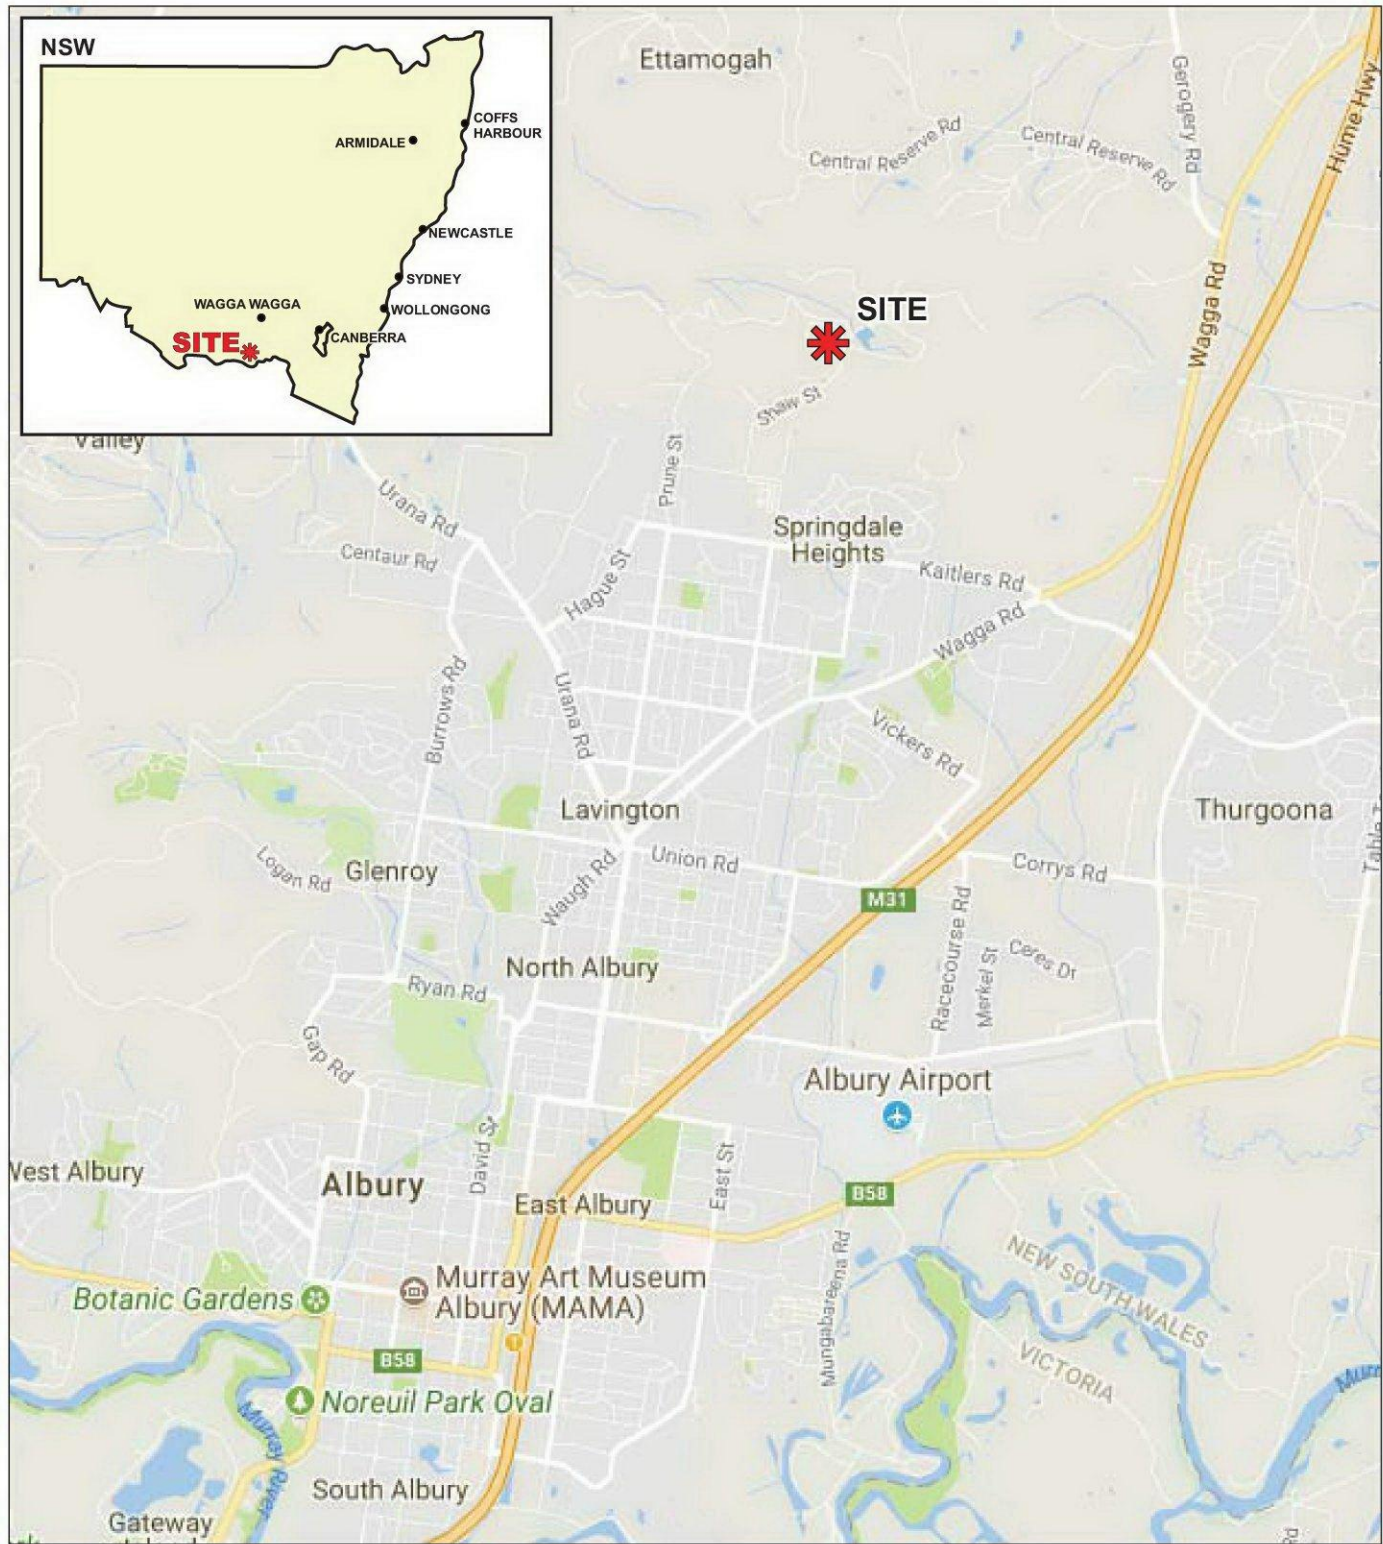 NSW
COFFS
HARBOUR
ARMIDALE
NEWCASTLE
SYDNEY
WOLLONGONG
WAGGA WAGGA
CANBERRA
SITE
Ettamogah
Gerogery Rd
Hume Hwy
Central Reserve Rd
Central Reserve Rd
Wagga Rd
SITE
Shaw St
Valley
Prune St
Urana Rd
Centaur Rd
Hague St
Springdale
Heights
Kaitlers Rd
Wagga Rd
Burrows Rd
Urana Rd
Vickers Rd
Lavington
Thurgoona
Logan Rd
Glenroy
Waugh Rd
Union Rd
Corrys Rd
M31
Racecourse Rd
Merkel St
Ceres Dr
North Albury
Ryan Rd
Gap Rd
Albury Airport
David St
East St
West Albury
Albury
East Albury
B58
Mungabareena Rd
NEW SOUTH WALES
VICTORIA
Murray Art Museum
Albury (MAMA)
Botanic Gardens
B58
Noreuil Park Oval
Murray River
South Albury
Gateway